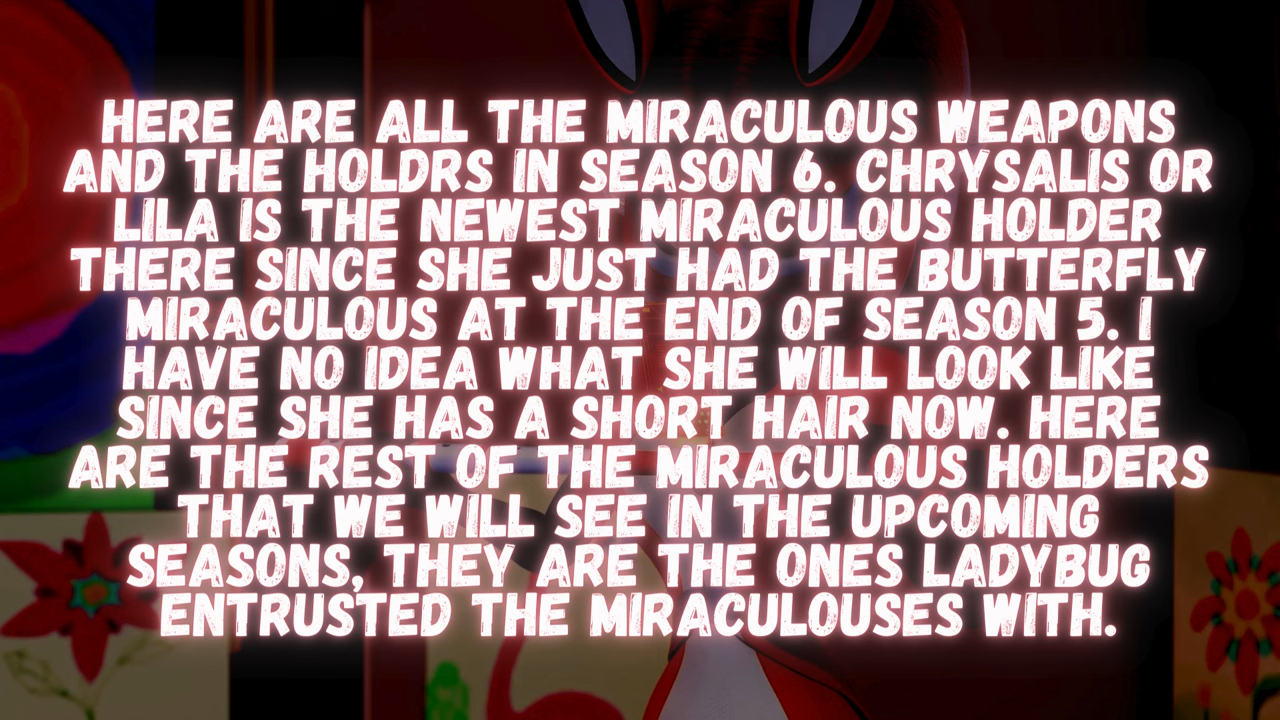 HERE ARE ALL THE MIRACULOUS WEAPONS
AND THE HOLDRS IN SEASON 6. CHRYSALIS OR
LILA IS THE NEWEST MIRACULOUS HOLDER
THERE SINCE SHE JUST HAD THE BUTTERFLY
MIRACULOUS AT THE END OF SEASON 5. I
HAVE NO IDEA WHAT SHE WILL LOOK LIKE
SINCE SHE HAS A SHORT HAIR NOW. HERE
ARE THE REST OF THE MIRACULOUS HOLDERS
THAT WE WILL SEE IN THE UPCOMING
SEASONS, THEY ARE THE ONES LADYBUG
ENTRUSTED THE MIRACULOUSES WITH.